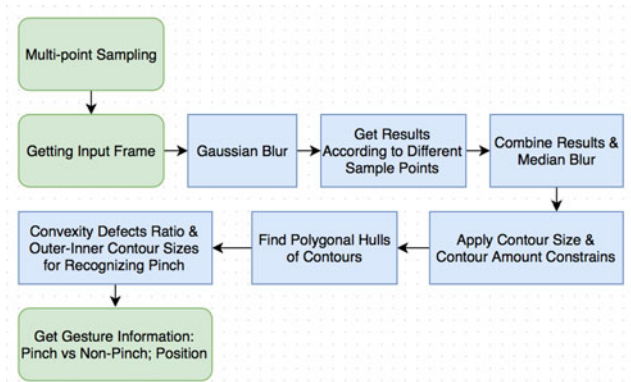 Multi-point Sampling
Getting Input Frame
Gaussian Blur
Get Results
According to Different
Sample Points
Combine Results &
Median Blur
Apply Contour Size &
Contour Amount Constrains
Find Polygonal Hulls
of Contours
Convexity Defects Ratio &
Outer-Inner Contour Sizes
for Recognizing Pinch
Get Gesture Information:
Pinch vs Non-Pinch; Position